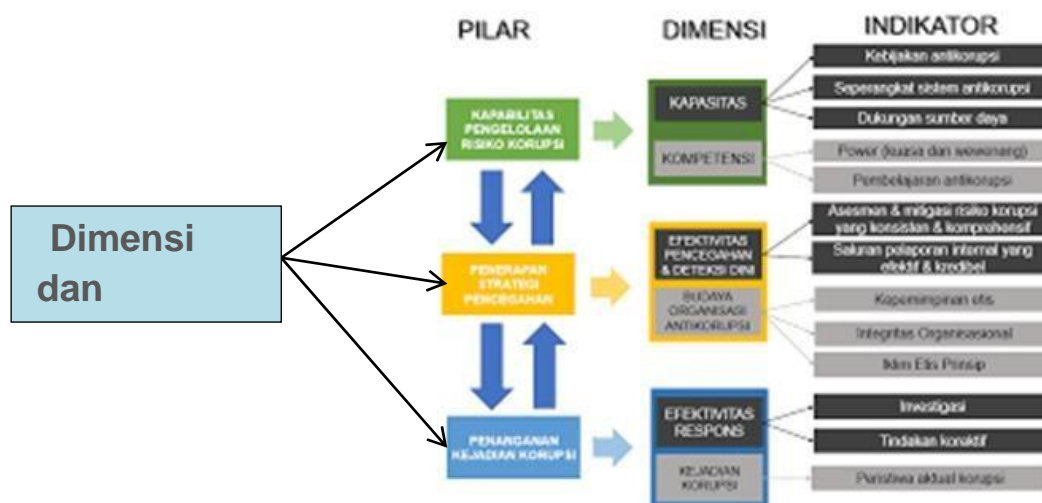 PILAR
DIMENSI
INDIKATOR
Dimensi
dan
KAPABILITAS
PENGELOLAAN
RISIKO KORUPSI
PENERAPAN
STRATEGI
PENCEGAHAN
PENANGANAN
KEJADIAN KORUPSI
KAPASITAS
KOMPETENSI
EFEKTIVITAS
PENCEGAHAN
& DETEKSI DINI
BUDAYA
ORGANISASI
ANTIKORUPSI
EFEKTIVITAS
RESPONS
KEJADIAN
KORUPSI
Kebijakan antikorupsi
Seperangkat sistem antikorupsi
Dukungan sumber daya
Power (kuasa dan wewenang)
Pembelajaran antikorupsi
Asesmen & mitigasi risiko korupsi
yang konsisten & komprehensif
Saluran pelaporan internal yang
efektif & kredibel
Kepemimpinan etis
Integritas Organisasional
Iklim Etis Prinsip
Investigasi
Tindakan korektif
Peristiwa aktual korupsi